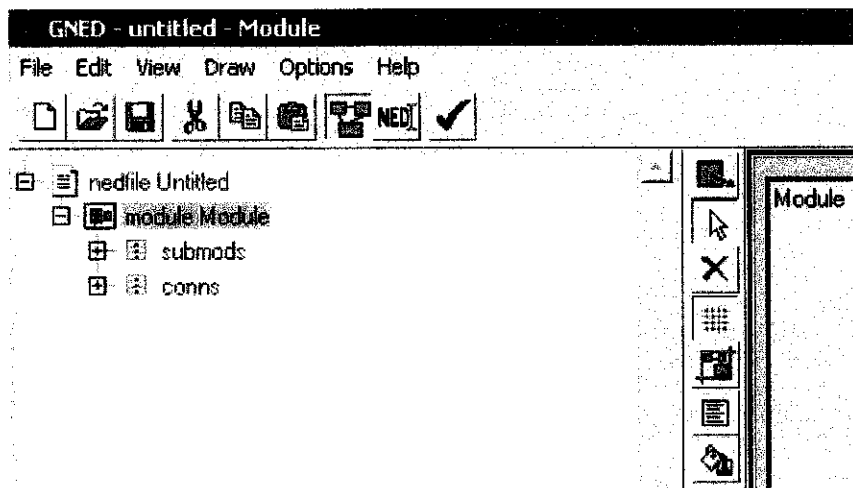 GNED - untitled - Module
File Edit View Draw Options Help
NED
nedfile Untitled
module Module
submods
conns
Module